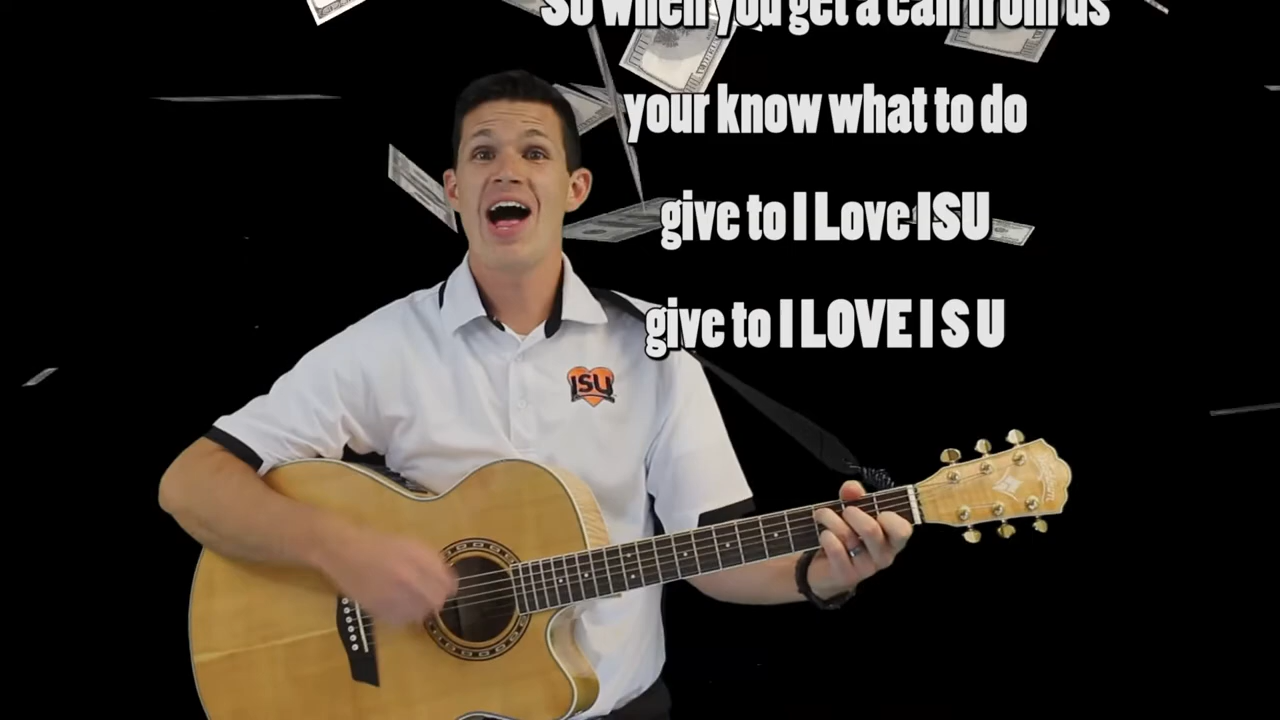 So when you get a call from us
your know what to do
give to I Love ISU
give to I LOVE I S U
ISU